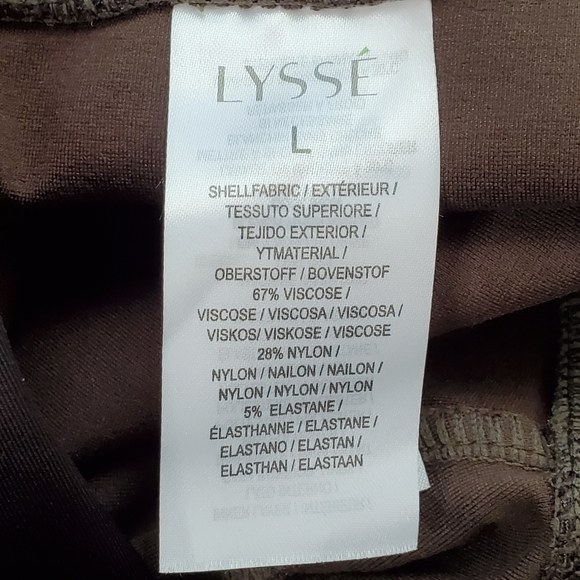 LYSSÉ
L
SHELLFABRIC / EXTÉRIEUR /
TESSUTO SUPERIORE /
TEJIDO EXTERIOR /
YTMATERIAL /
OBERSTOFF / BOVENSTOF
67% VISCOSE /
VISCOSE / VISCOSA / VISCOSA /
VISKOS/ VISKOSE / VISCOSE
28% NYLON /
NYLON / NAILON / NAILON /
NYLON / NYLON / NYLON
5% ELASTANE /
ÉLASTHANNE / ELASTANE /
ELASTANO / ELASTAN /
ELASTHAN / ELASTAAN